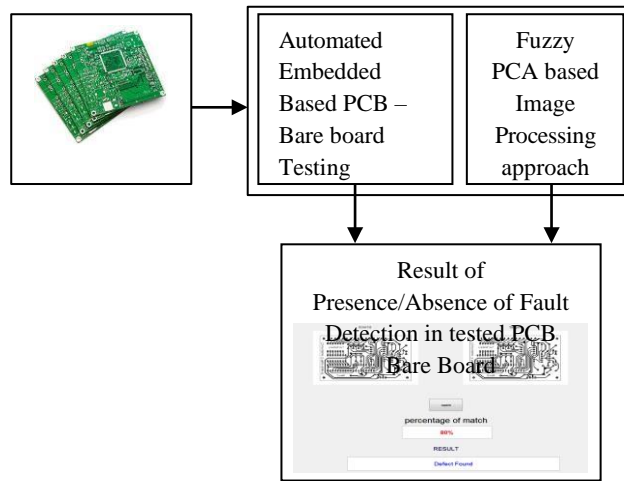 Automated
Embedded
Based PCB –
Bare board
Testing
Fuzzy
PCA based
Image
Processing
approach
Result of
Presence/Absence of Fault
Detection in tested PCB
Bare Board
percentage of match
RESULT
Defect Found